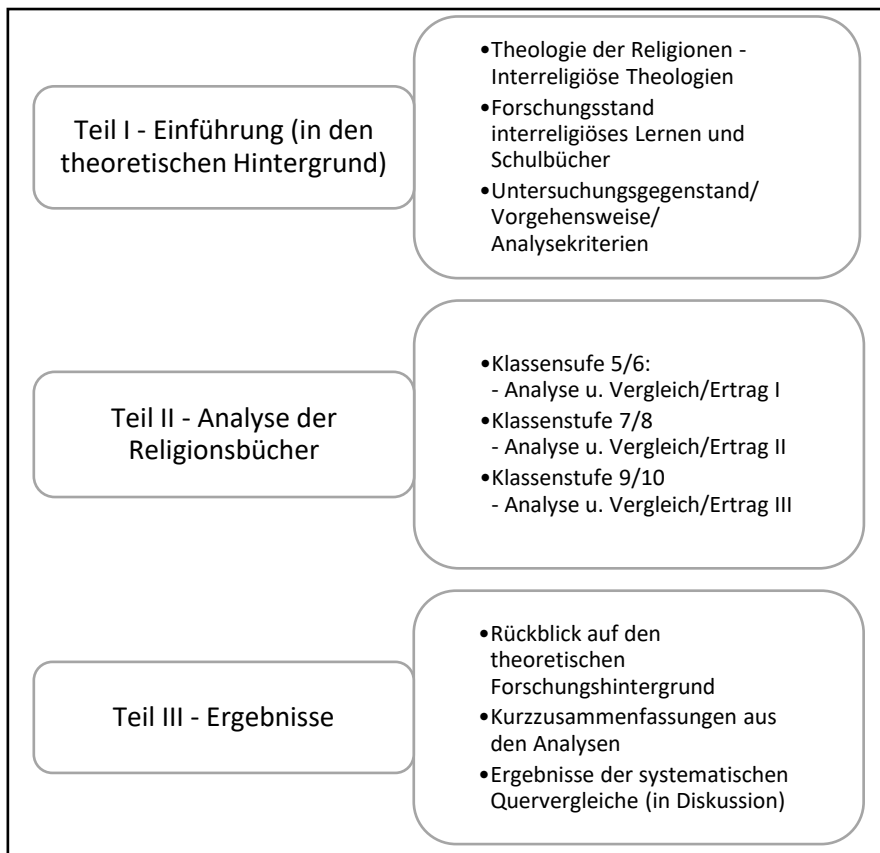 Teil I - Einführung (in den
theoretischen Hintergrund)
•Theologie der Religionen -
Interreligiöse Theologien
•Forschungsstand
interreligiöses Lernen und
Schulbücher
•Untersuchungsgegenstand/
Vorgehensweise/
Analysekriterien
Teil II - Analyse der
Religionsbücher
•Klassensufe 5/6:
- Analyse u. Vergleich/Ertrag I
•Klassenstufe 7/8
- Analyse u. Vergleich/Ertrag II
•Klassenstufe 9/10
- Analyse u. Vergleich/Ertrag III
Teil III - Ergebnisse
•Rückblick auf den
theoretischen
Forschungshintergrund
•Kurzzusammenfassungen aus
den Analysen
•Ergebnisse der systematischen
Quervergleiche (in Diskussion)